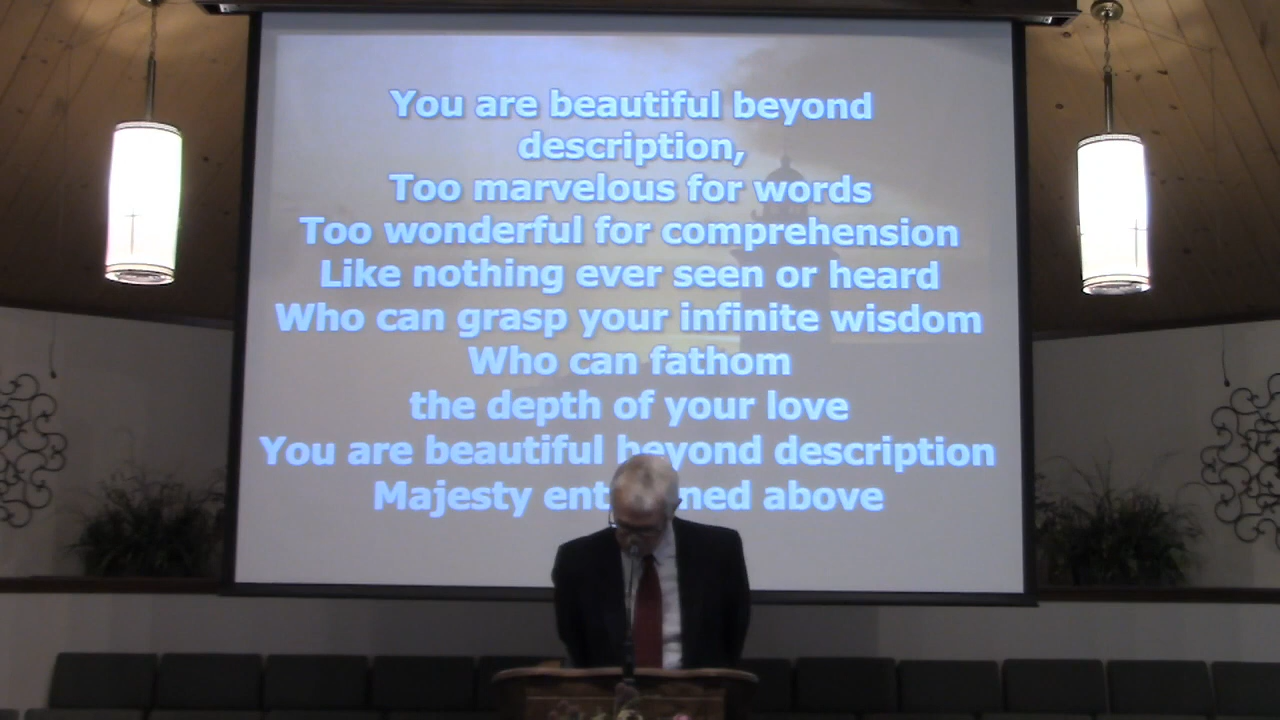 You are beautiful beyond
description,
Too marvelous for words
Too wonderful for comprehension
Like nothing ever seen or heard
Who can grasp your infinite wisdom
Who can fathom
the depth of your love
You are beautiful beyond description
Majesty above